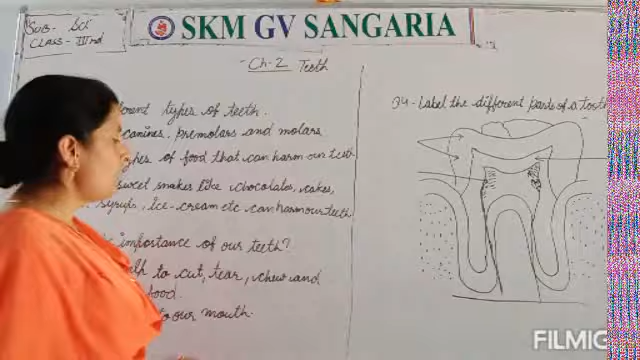 SUB- Sci
CLASS- IIIrd
SKM GV SANGARIA
Ch-2 Teeth
types of teeth.
canines, premolars and molars
of food that can harm our teeth
sweet snakes like chocolates, cakes,
syrups, ice-cream etc can harm our teeth
importance of our teeth?
to cut, tear, chew and
food.
to our mouth.
Q4- Label the different parts of a tooth
FILMIG